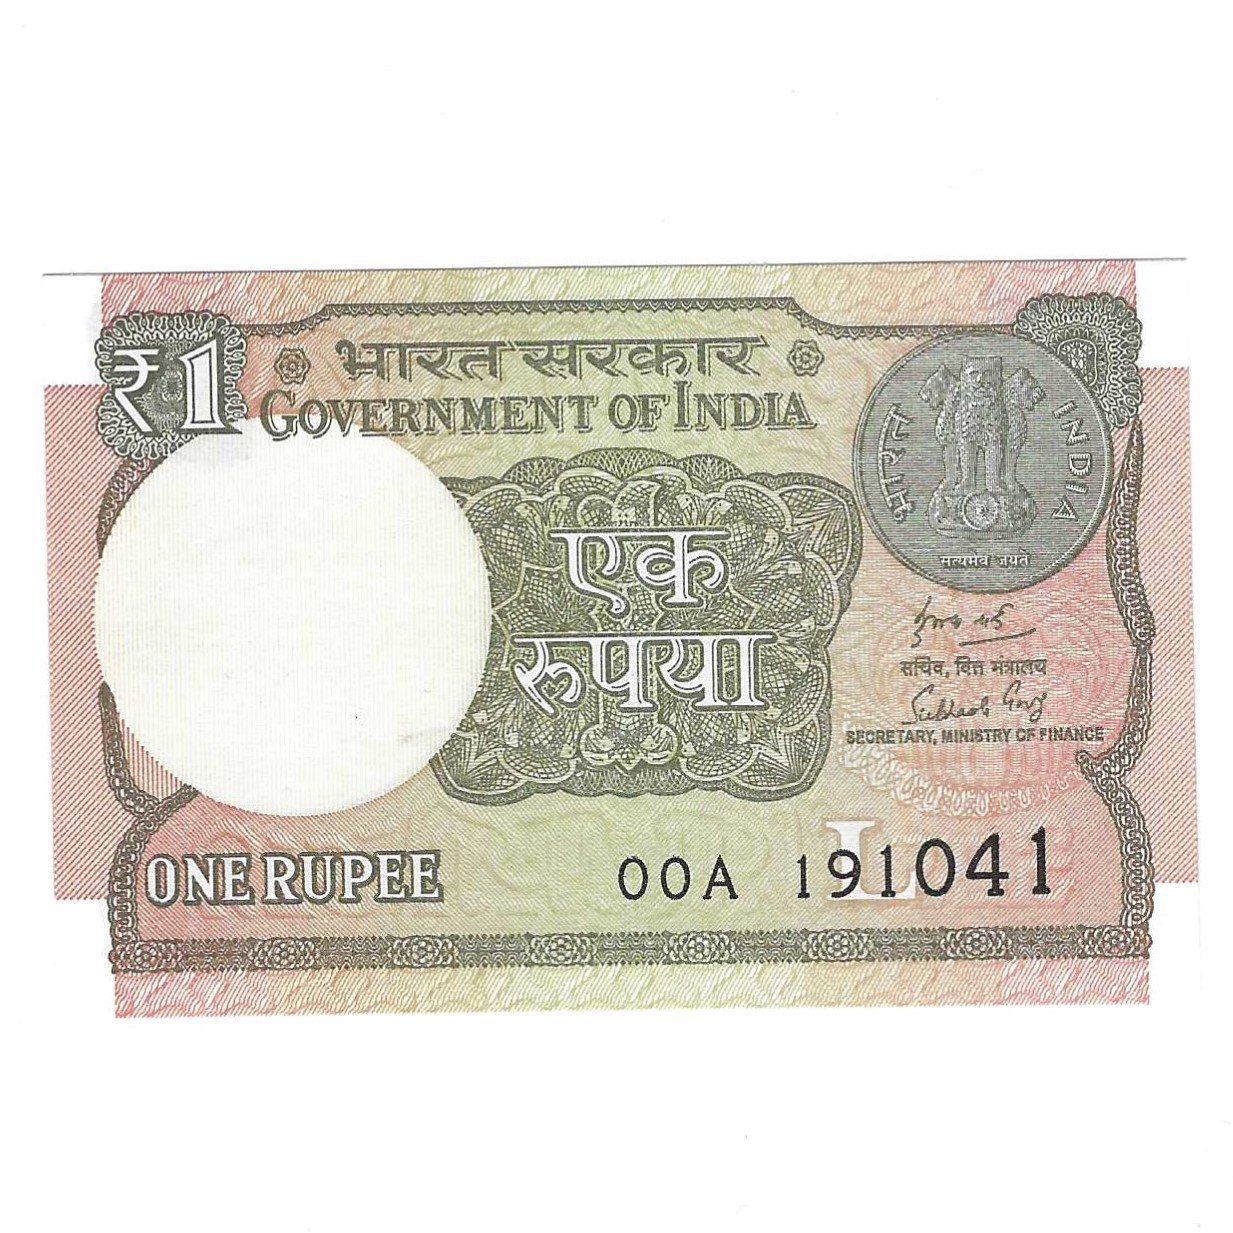 ₹1
भारत सरकार
GOVERNMENT OF INDIA
भारत
INDIA
सत्यमेव जयते
एक
रुपया
सचिव, वित्त मंत्रालय
SECRETARY, MINISTRY OF FINANCE
L
ONE RUPEE
00A 191041